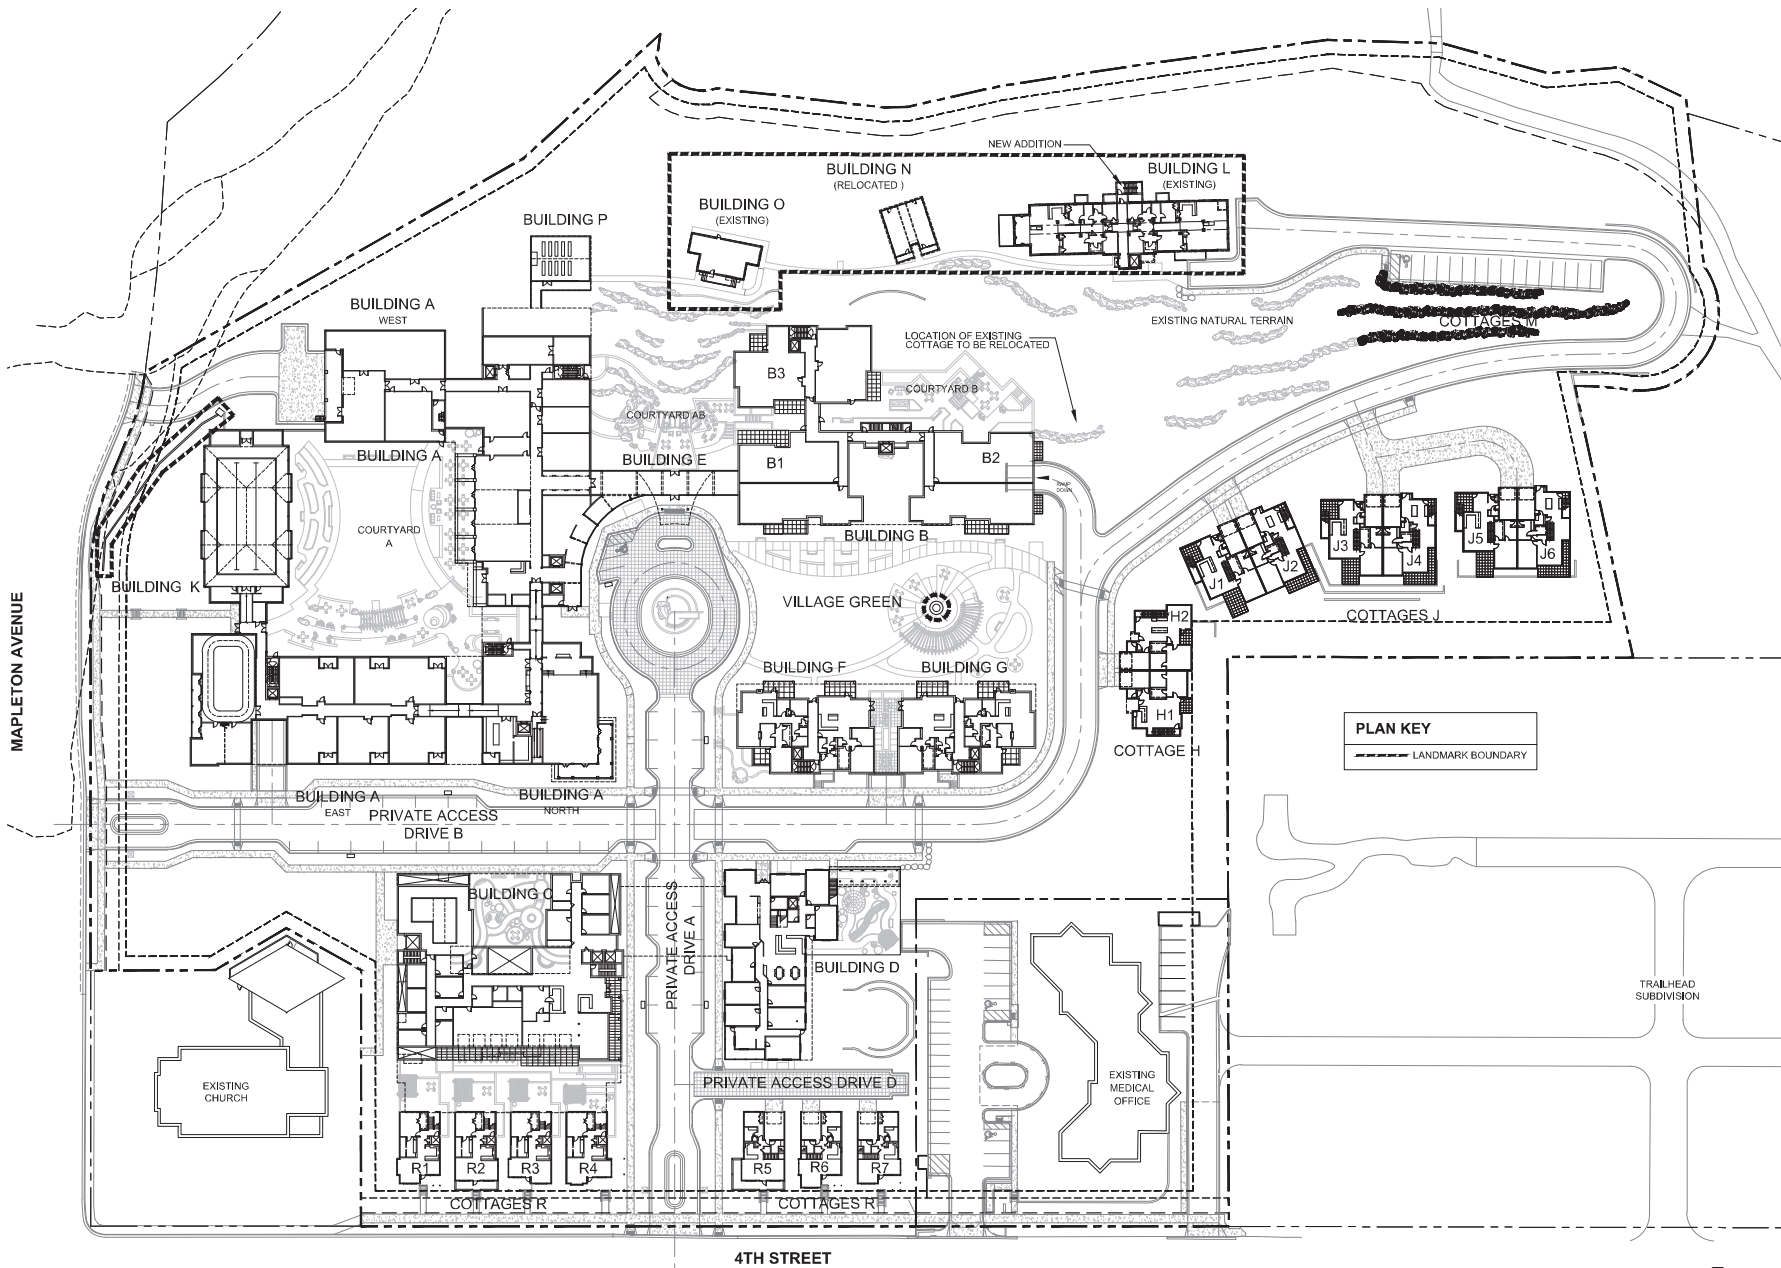 NEW ADDITION
BUILDING N
(RELOCATED )
BUILDING L
(EXISTING)
BUILDING O
(EXISTING)
BUILDING P
BUILDING A
WEST
LOCATION OF EXISTING
COTTAGE TO BE RELOCATED
EXISTING NATURAL TERRAIN
COTTAGES M
B3
COURTYARD B
COURTYARD AB
BUILDING A
BUILDING E
B1
B2
RAMP
DOWN
COURTYARD
A
BUILDING B
J3
J4
J5
J6
J1
J2
BUILDING K
VILLAGE GREEN
COTTAGES J
H2
MAPLETON AVENUE
BUILDING F
BUILDING G
H1
COTTAGE H
PLAN KEY
LANDMARK BOUNDARY
BUILDING A
EAST
BUILDING A
NORTH
PRIVATE ACCESS
DRIVE B
BUILDING C
PRIVATE ACCESS
DRIVE A
BUILDING D
TRAILHEAD
SUBDIVISION
EXISTING
CHURCH
PRIVATE ACCESS DRIVE D
EXISTING
MEDICAL
OFFICE
R1
R2
R3
R4
R5
R6
R7
COTTAGES R
COTTAGES R
4TH STREET